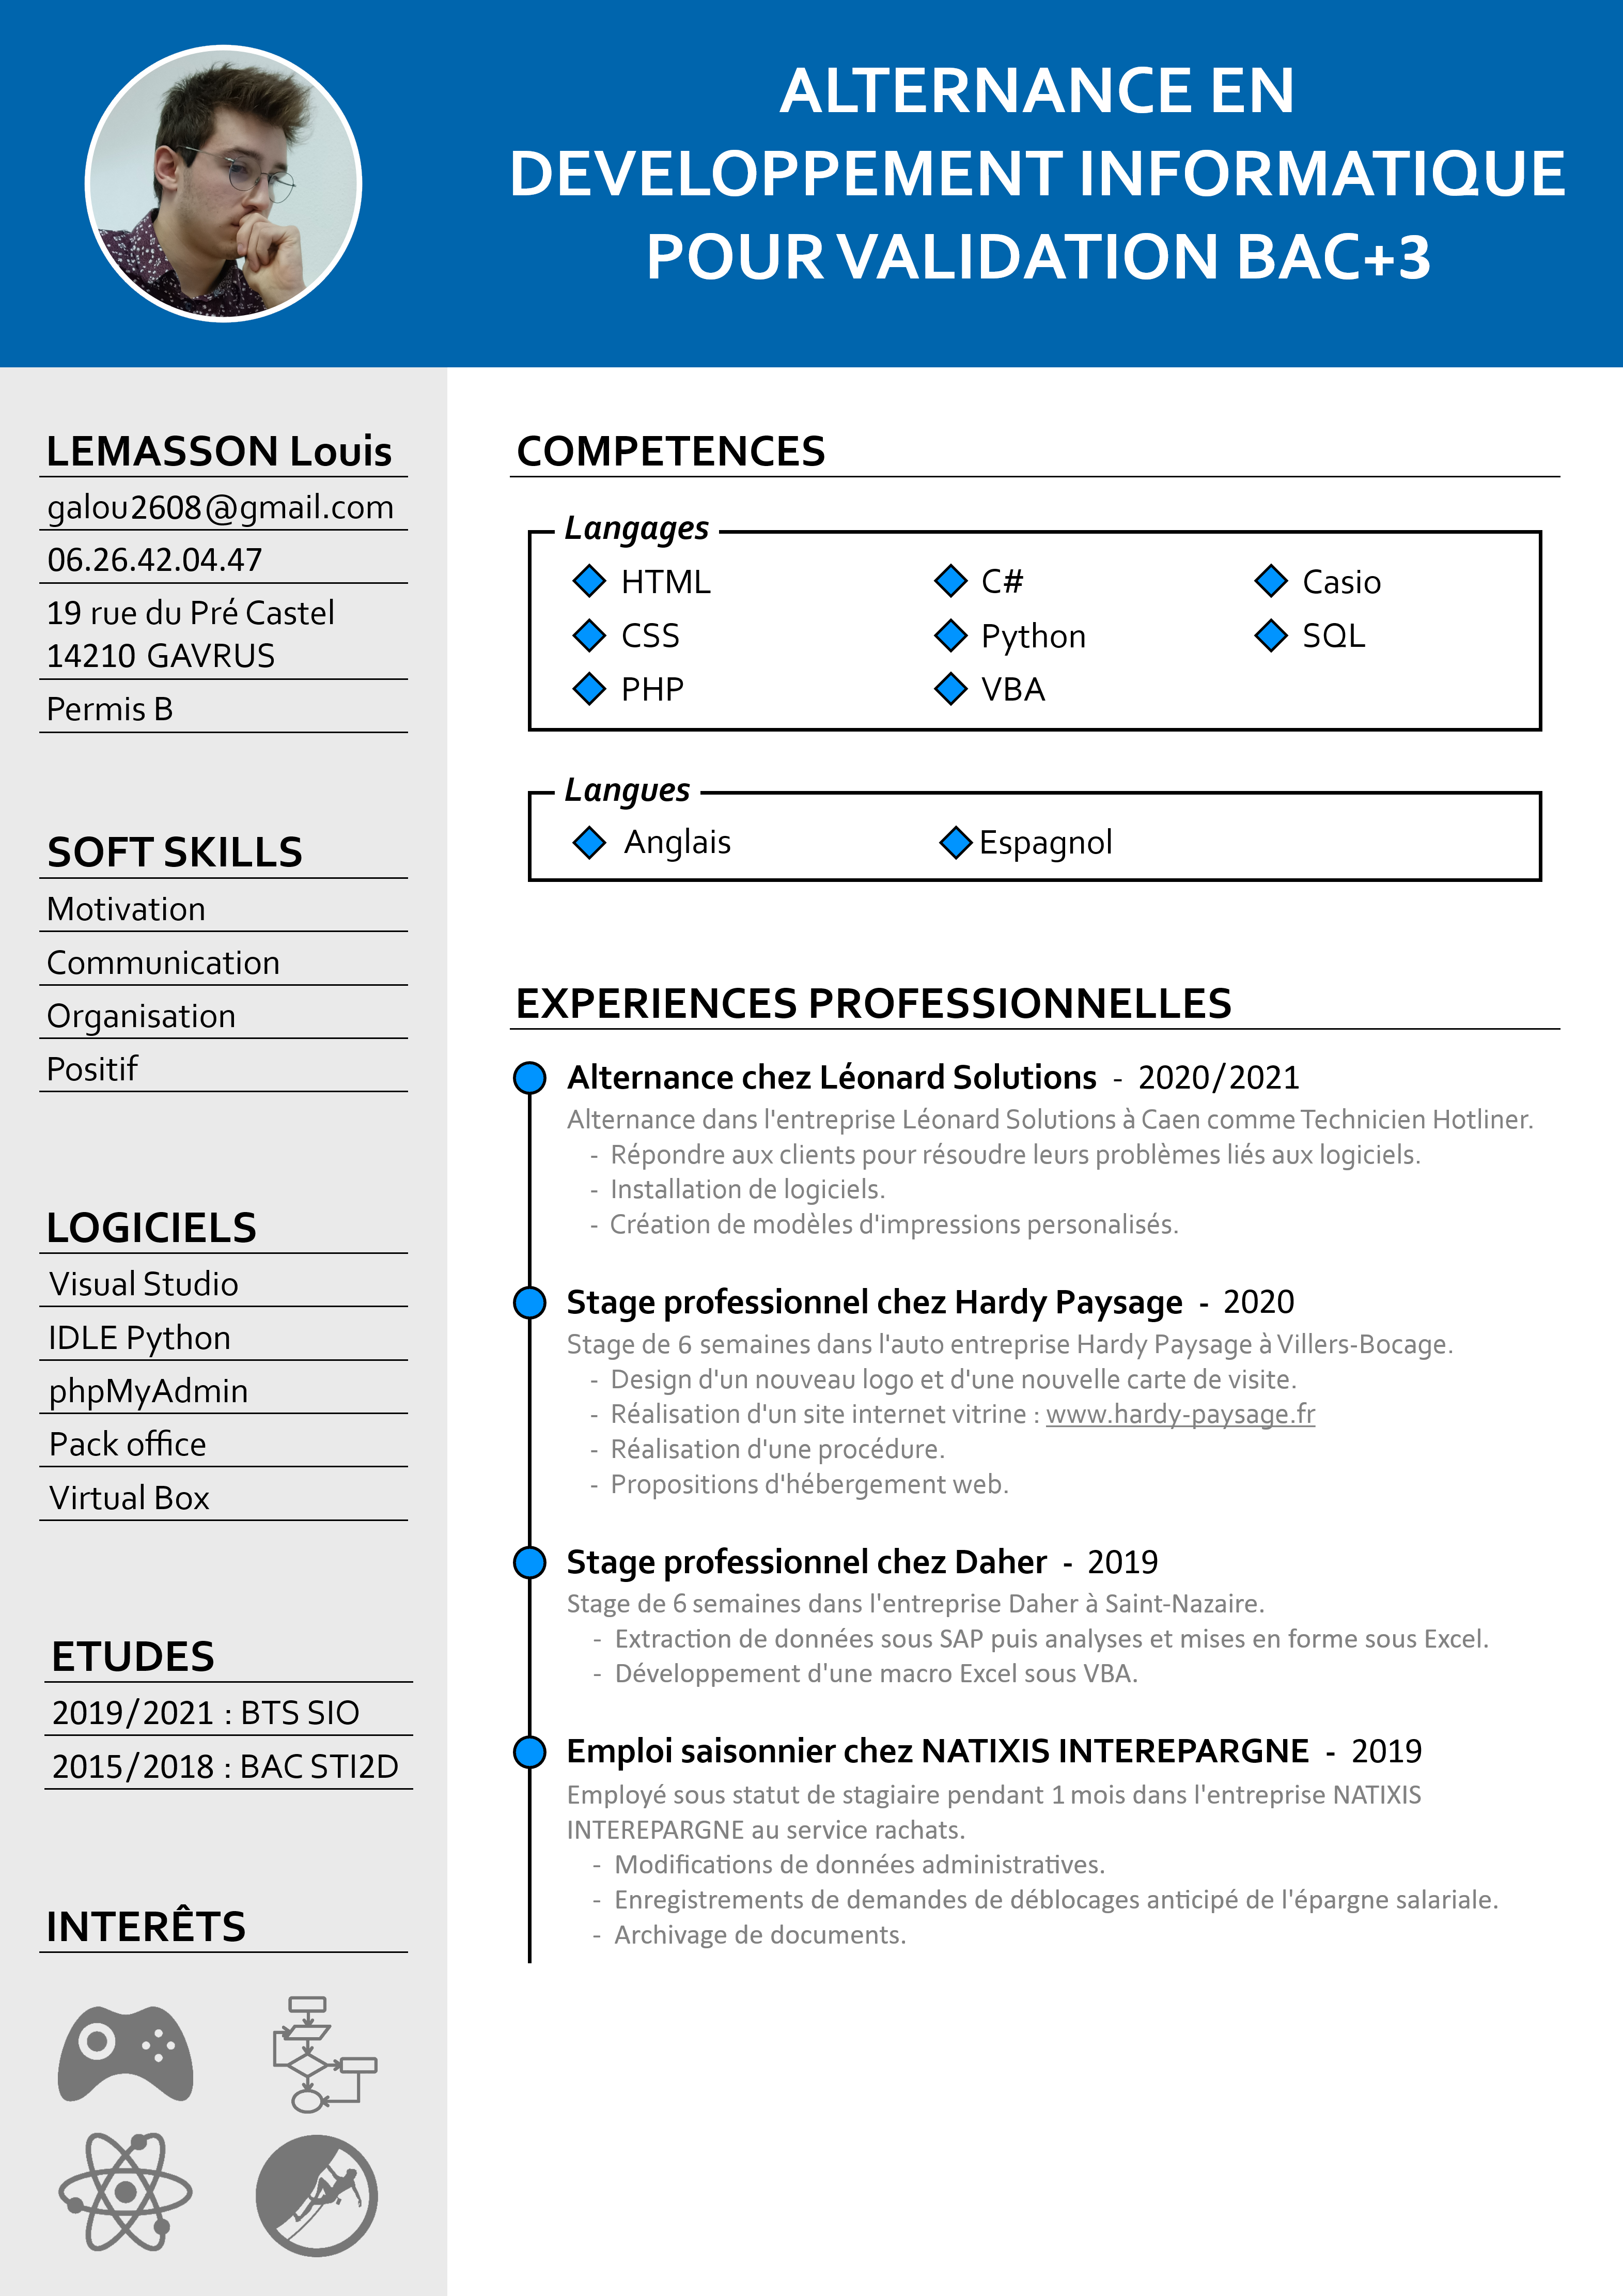 ALTERNANCE EN
DEVELOPPEMENT INFORMATIQUE
POUR VALIDATION BAC+3
LEMASSON Louis
galou2608@gmail.com
06.26.42.04.47
19 rue du Pré Castel
14210 GAVRUS
Permis B
SOFT SKILLS
Motivation
Communication
Organisation
Positif
LOGICIELS
Visual Studio
IDLE Python
phpMyAdmin
Pack office
Virtual Box
ETUDES
2019/2021 : BTS SIO
2015/2018 : BAC STI2D
INTERÊTS
COMPETENCES
Langages
HTML C# Casio
CSS Python SQL
PHP VBA
Langues
Anglais Espagnol
EXPERIENCES PROFESSIONNELLES
Alternance chez Léonard Solutions - 2020/2021
Alternance dans l'entreprise Léonard Solutions à Caen comme Technicien Hotliner.
- Répondre aux clients pour résoudre leurs problèmes liés aux logiciels.
- Installation de logiciels.
- Création de modèles d'impressions personalisés.
Stage professionnel chez Hardy Paysage - 2020
Stage de 6 semaines dans l'auto entreprise Hardy Paysage à Villers-Bocage.
- Design d'un nouveau logo et d'une nouvelle carte de visite.
- Réalisation d'un site internet vitrine : www.hardy-paysage.fr
- Réalisation d'une procédure.
- Propositions d'hébergement web.
Stage professionnel chez Daher - 2019
Stage de 6 semaines dans l'entreprise Daher à Saint-Nazaire.
- Extraction de données sous SAP puis analyses et mises en forme sous Excel.
- Développement d'une macro Excel sous VBA.
Emploi saisonnier chez NATIXIS INTEREPARGNE - 2019
Employé sous statut de stagiaire pendant 1 mois dans l'entreprise NATIXIS
INTEREPARGNE au service rachats.
- Modifications de données administratives.
- Enregistrements de demandes de déblocages anticipé de l'épargne salariale.
- Archivage de documents.